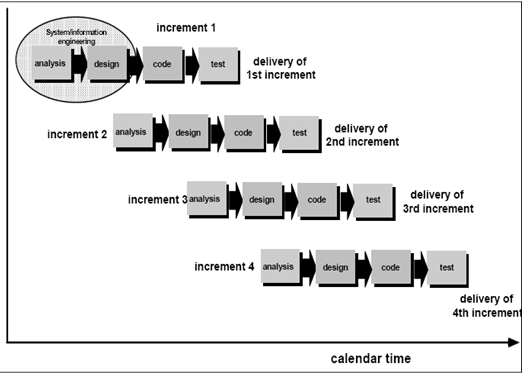 System/information
engineering
increment 1
analysis
design
code
test
delivery of
1st increment
increment 2
analysis
design
code
test
delivery of
2nd increment
increment 3
analysis
design
code
test
delivery of
3rd increment
increment 4
analysis
design
code
test
delivery of
4th increment
calendar time